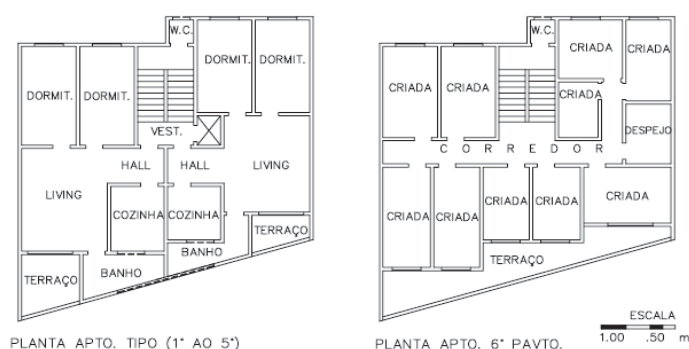 W.C.
DORMIT. DORMIT.
DORMIT. DORMIT.
VEST.
HALL HALL
LIVING LIVING
COZINHA COZINHA
TERRAÇO
BANHO
TERRAÇO BANHO
PLANTA APTO. TIPO (1° AO 5°)
W.C.
CRIADA CRIADA
CRIADA CRIADA CRIADA
DESPEJO
CORREDOR
CRIADA
CRIADA CRIADA CRIADA CRIADA
TERRAÇO
PLANTA APTO. 6° PAVTO.
ESCALA
1.00 .50 m